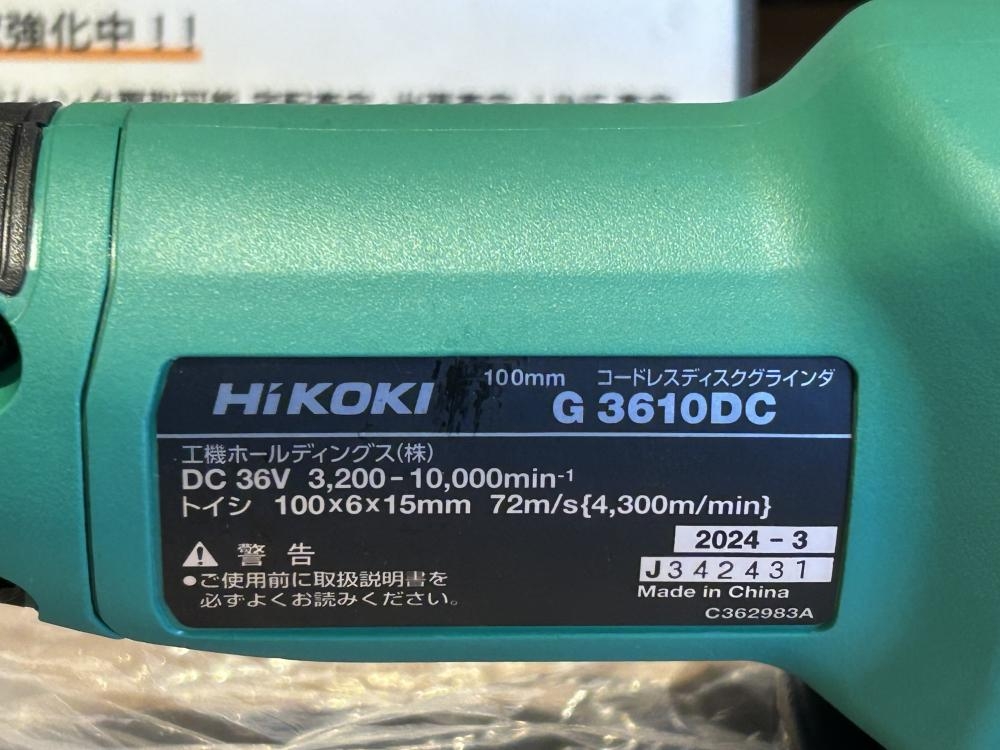 強化中！！
HiKOKI
100mm コードレスディスクグラインダ
G 3610DC
工機ホールディングス(株)
DC 36V 3,200-10,000min⁻¹
トイシ 100×6×15mm 72m/s{4,300m/min}
警告
●ご使用前に取扱説明書を
必ずよくお読みください。
2024-3
J342431
Made in China
C362983A